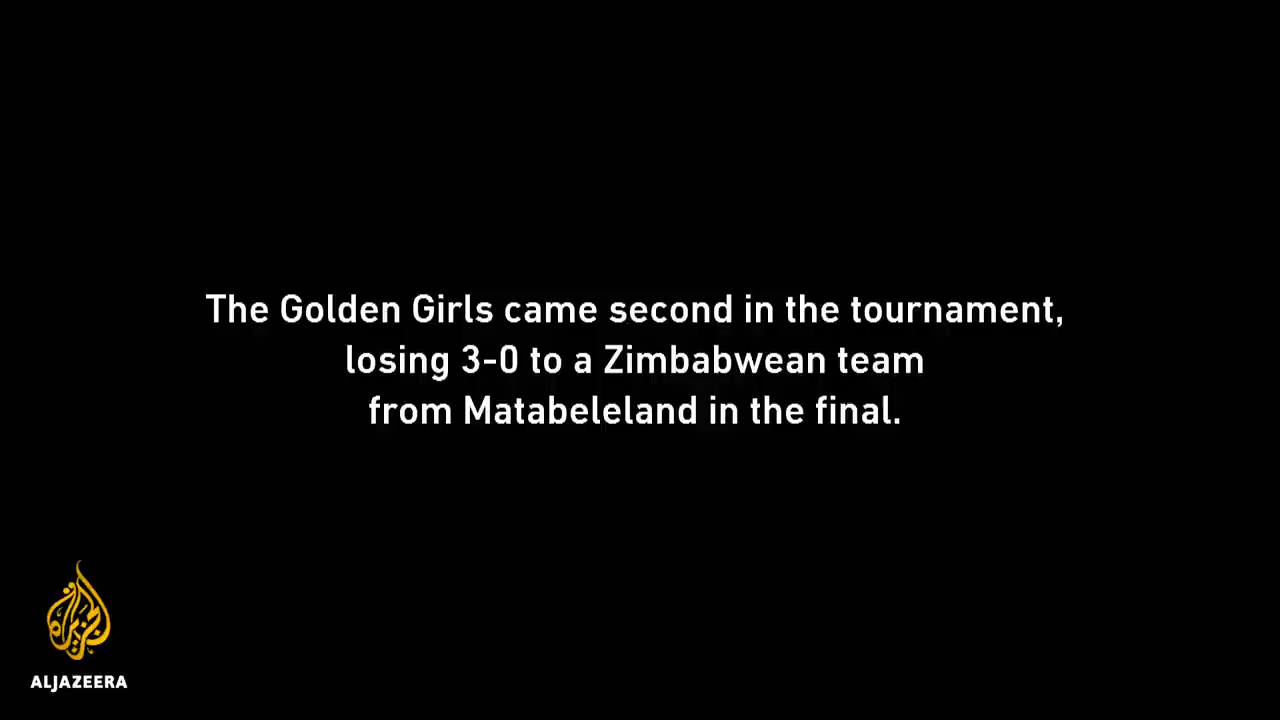 The Golden Girls came second in the tournament,
losing 3-0 to a Zimbabwean team
from Matabeleland in the final.
الجزيرة
ALJAZEERA